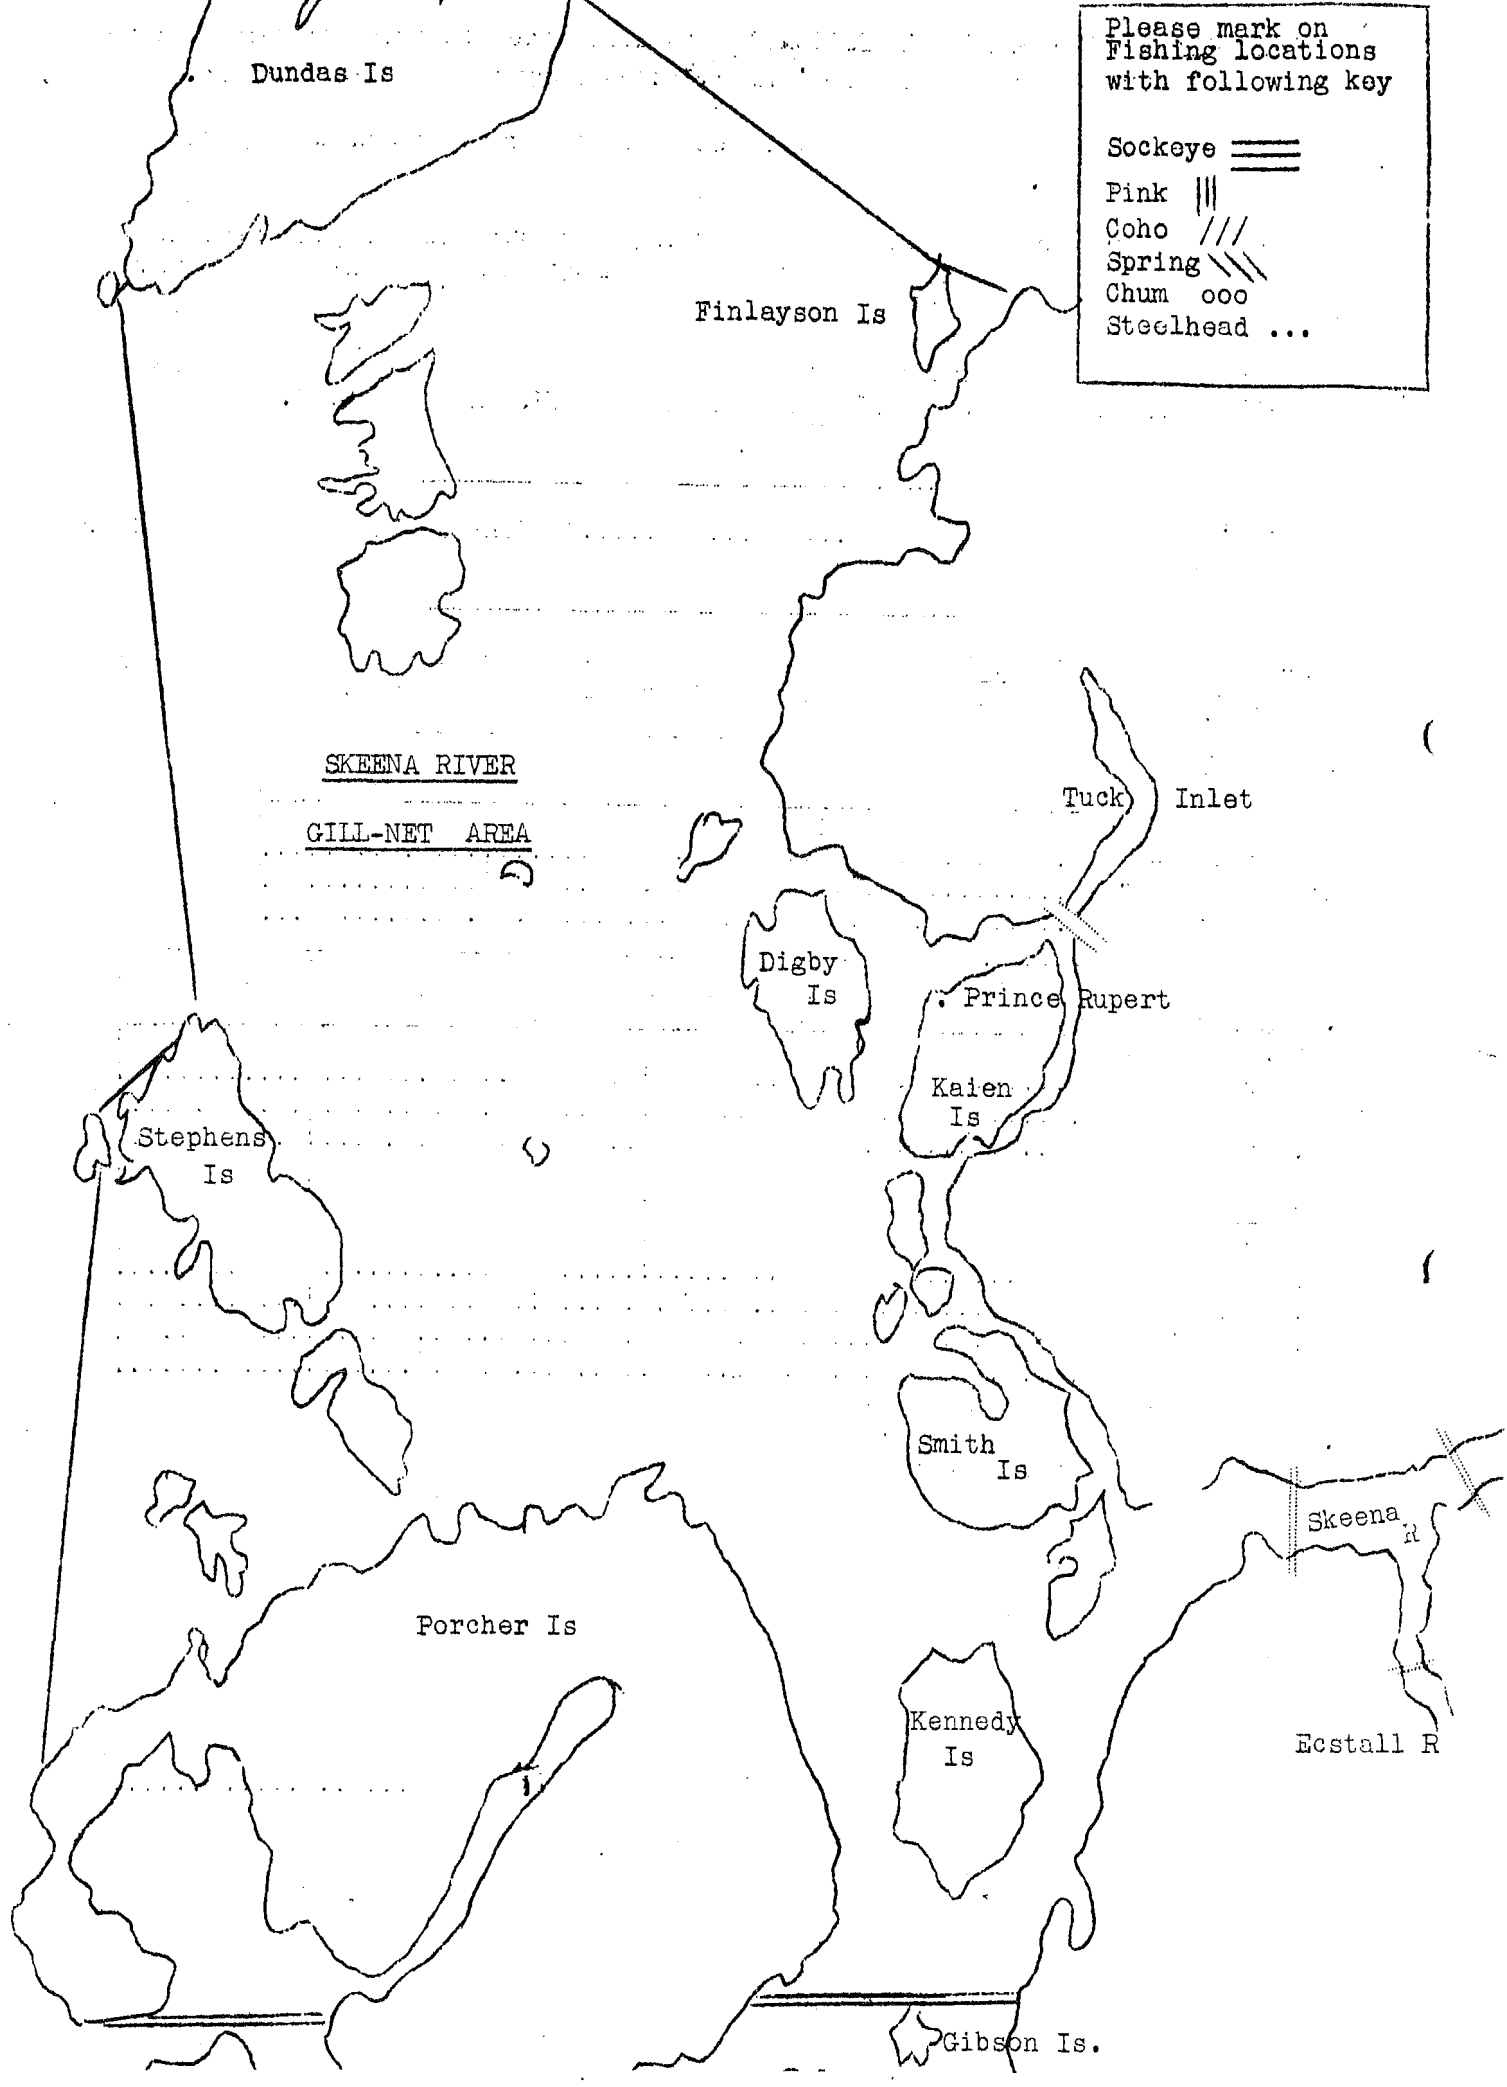 Please mark on
Fishing locations
with following key
Sockeye
Pink
Coho
Spring
Chum ooo
Steelhead ...
Dundas Is
Finlayson Is
SKEENA RIVER
GILL-NET AREA
Tuck Inlet
Digby
Is
. Prince Rupert
Kaien
Is
Stephens
Is
Smith
Is
Skeena R
Porcher Is
Kennedy
Is
Ecstall R
Gibson Is.